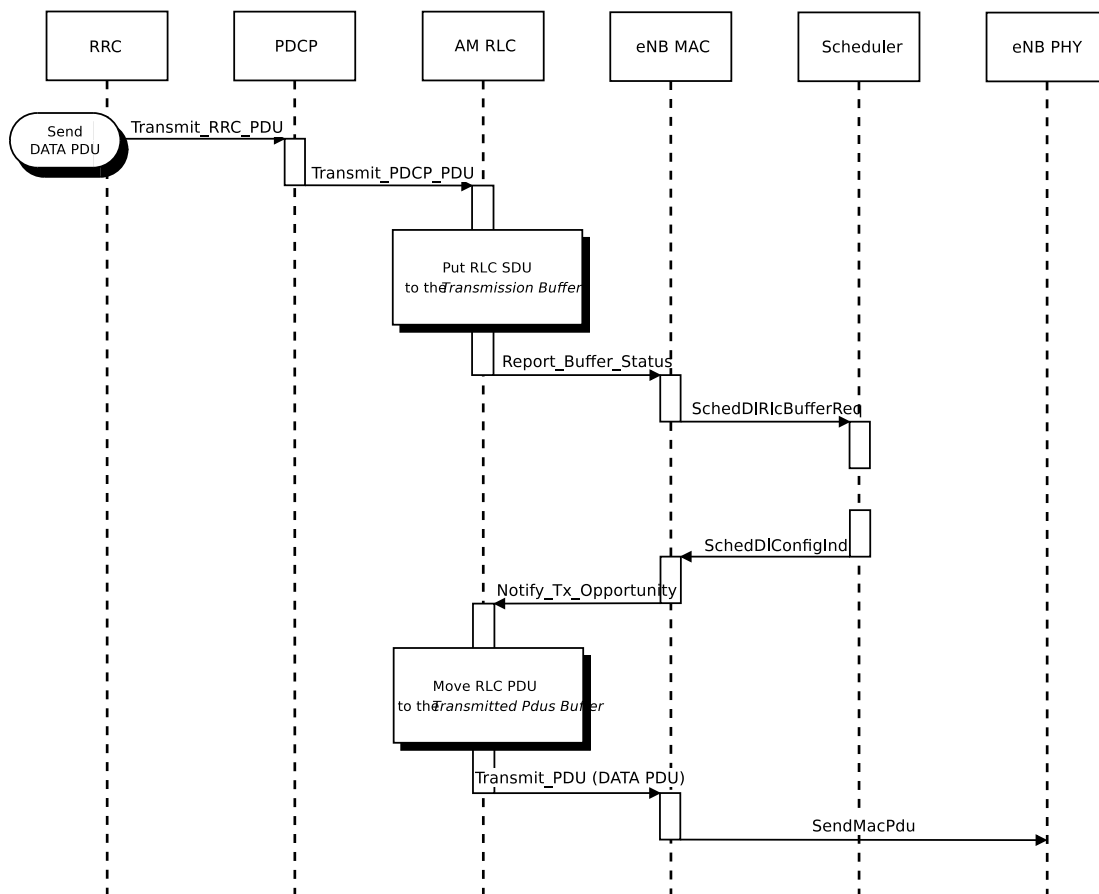 RRC
PDCP
AM RLC
eNB MAC
Scheduler
eNB PHY
Send
DATA PDU
Transmit_RRC_PDU
Transmit_PDCP_PDU
Put RLC SDU
to the Transmission Buffer
Report_Buffer_Status
SchedDlRlcBufferReq
SchedDlConfigInd
Notify_Tx_Opportunity
Move RLC PDU
to the Transmitted Pdus Buffer
Transmit_PDU (DATA PDU)
SendMacPdu